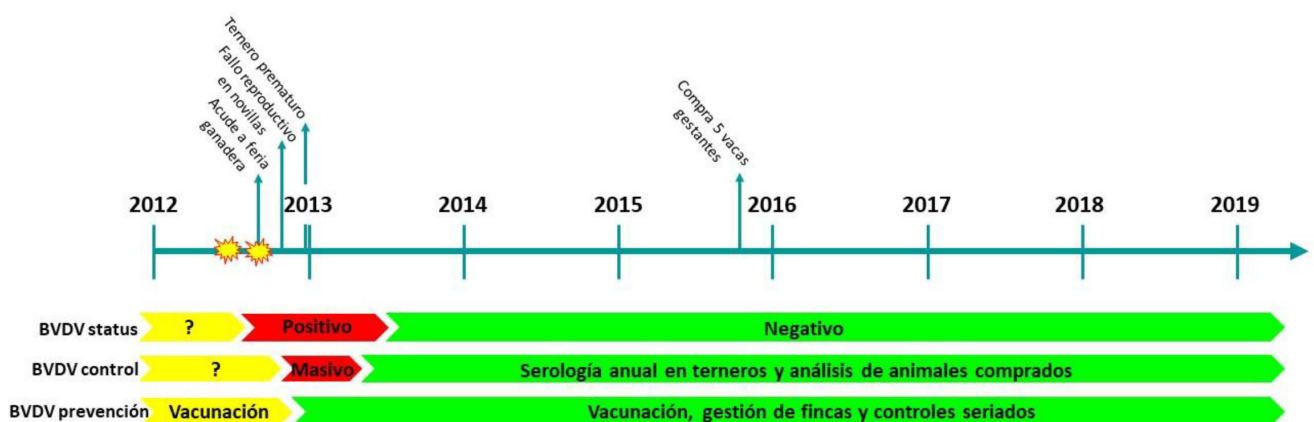 Ternero prematuro
Fallo reproductivo
en novillas
Acude a feria
ganadera
Compra 5 vacas
gestantes
2012
2013
2014
2015
2016
2017
2018
2019
BVDV status
?
Positivo
Negativo
BVDV control
?
Masivo
Serología anual en terneros y análisis de animales comprados
BVDV prevención
Vacunación
Vacunación, gestión de fincas y controles seriados